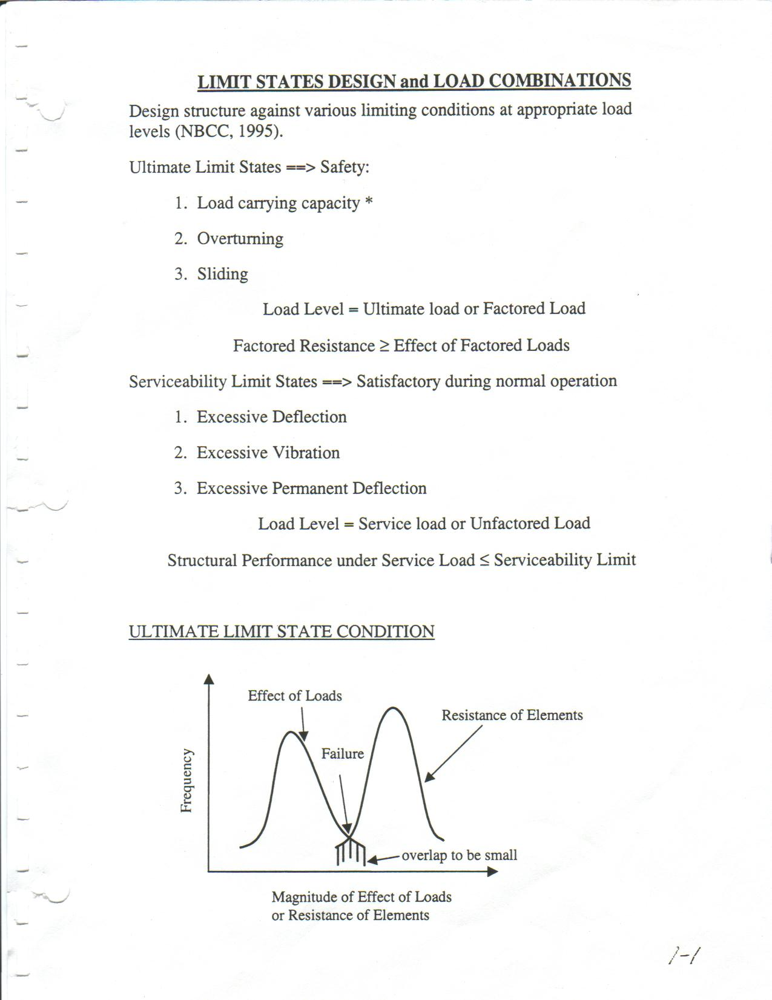 LIMIT STATES DESIGN and LOAD COMBINATIONS
Design structure against various limiting conditions at appropriate load
levels (NBCC, 1995).
Ultimate Limit States ==> Safety:
1. Load carrying capacity *
2. Overturning
3. Sliding
Load Level = Ultimate load or Factored Load
Factored Resistance ≥ Effect of Factored Loads
Serviceability Limit States ==> Satisfactory during normal operation
1. Excessive Deflection
2. Excessive Vibration
3. Excessive Permanent Deflection
Load Level = Service load or Unfactored Load
Structural Performance under Service Load ≤ Serviceability Limit
ULTIMATE LIMIT STATE CONDITION
Effect of Loads
Resistance of Elements
Failure
Frequency
overlap to be small
Magnitude of Effect of Loads
or Resistance of Elements
1-1